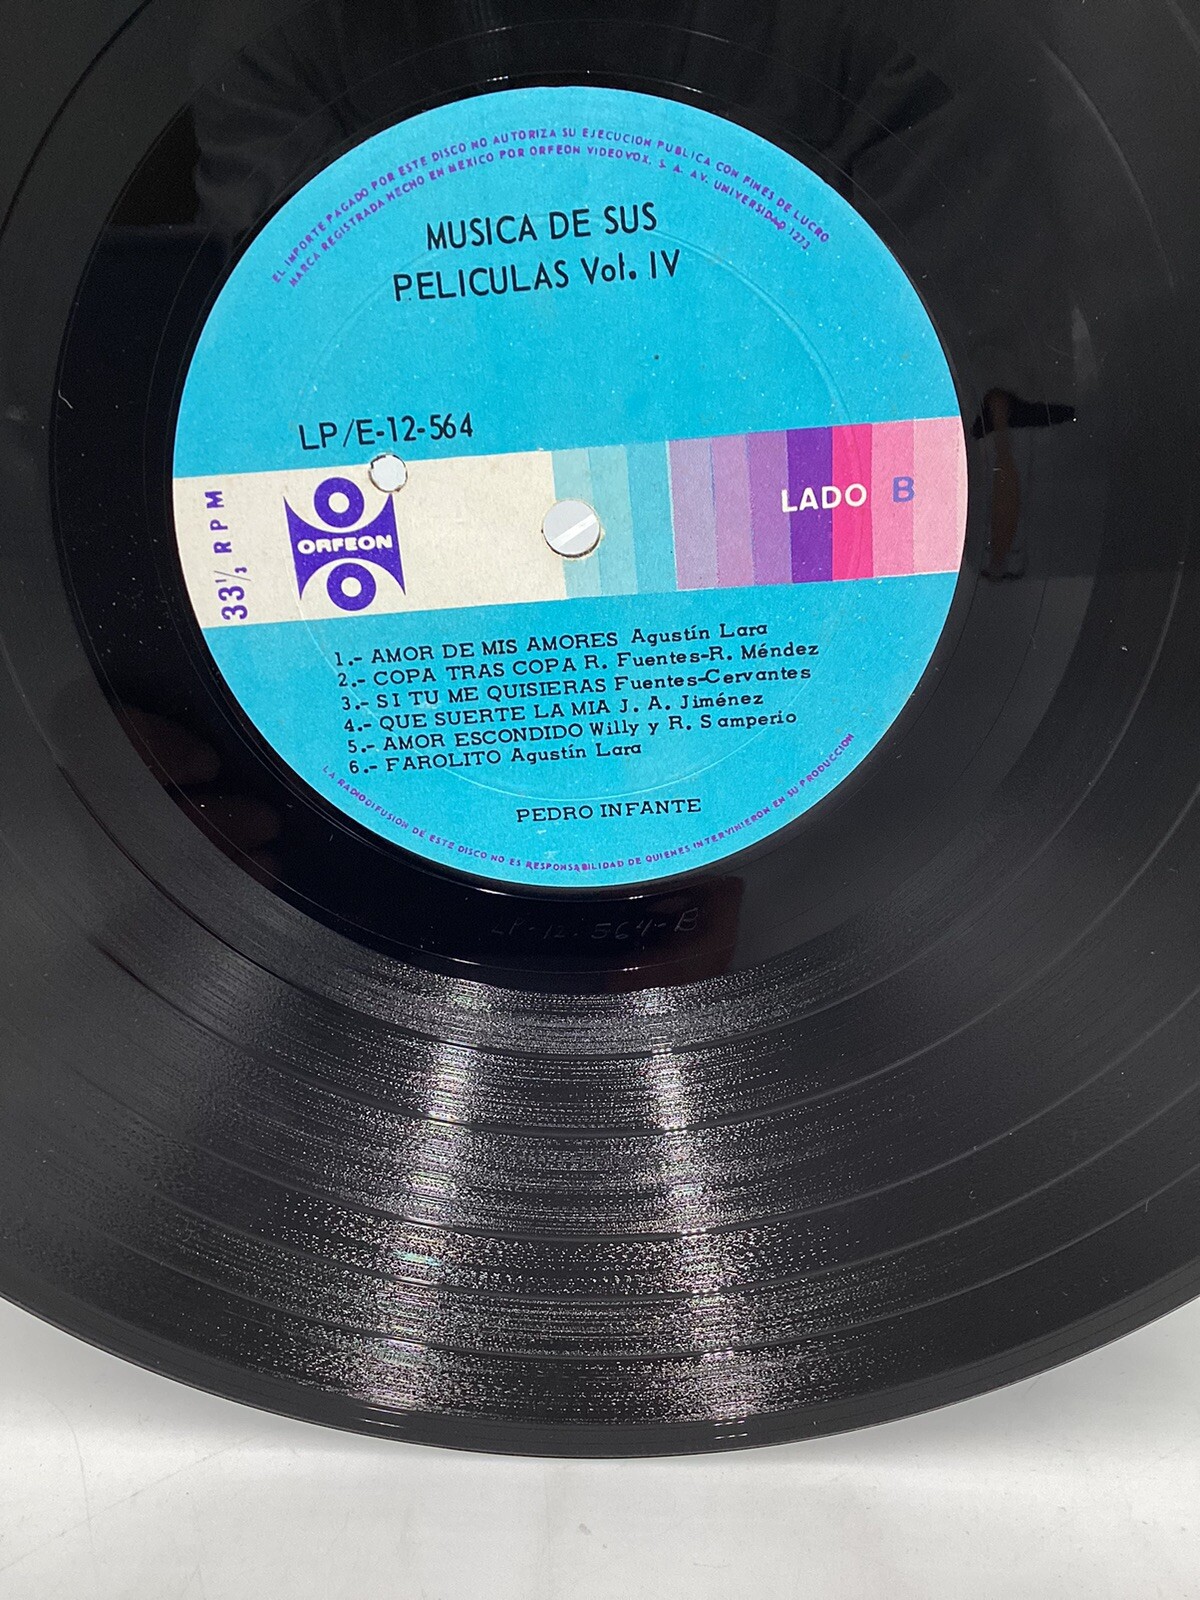 EL IMPORTE PAGADO POR ESTE DISCO NO AUTORIZA SU EJECUCION PUBLICA CON FINES DE LUCRO
MARCA REGISTRADA HECHO EN MEXICO POR ORFEON VIDEOVOX, S. A. AV. UNIVERSIDAD 1273
MUSICA DE SUS
PELICULAS Vol. IV
LP/E-12-564
33⅓ RPM
ORFEON
LADO B
1.- AMOR DE MIS AMORES Agustín Lara
2.- COPA TRAS COPA R. Fuentes-R. Méndez
3.- SI TU ME QUISIERAS Fuentes-Cervantes
4.- QUE SUERTE LA MIA J. A. Jiménez
5.- AMOR ESCONDIDO Willy y R. Samperio
6.- FAROLITO Agustín Lara
PEDRO INFANTE
LA RADIODIFUSION DE ESTE DISCO NO ES RESPONSABILIDAD DE QUIENES INTERVINIERON EN SU PRODUCCION
LP-12-564-B